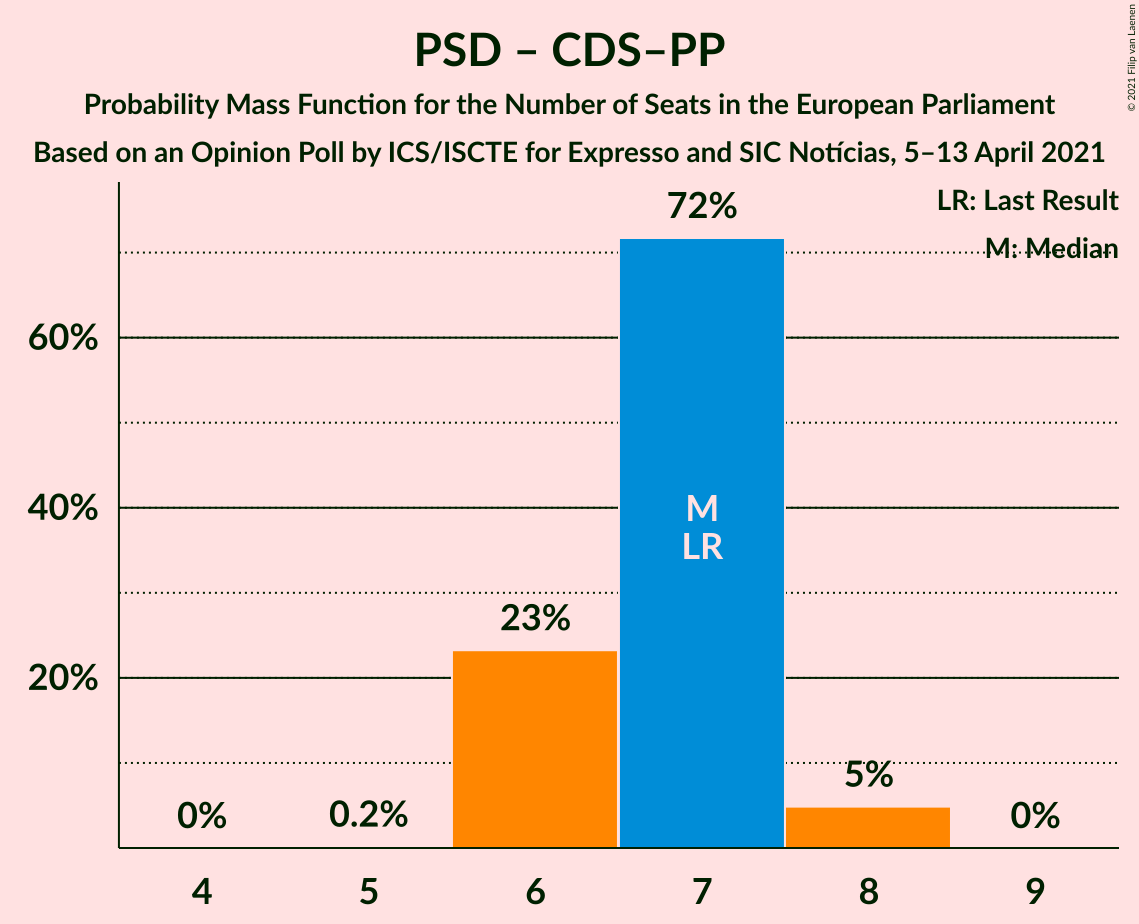 PSD – CDS–PP
Probability Mass Function for the Number of Seats in the European Parliament
Based on an Opinion Poll by ICS/ISCTE for Expresso and SIC Notícias, 5–13 April 2021
© 2021 Filip van Laenen
LR: Last Result
M: Median
72%
60%
40%
20%
M
LR
23%
0%
0.2%
5%
0%
4 5 6 7 8 9